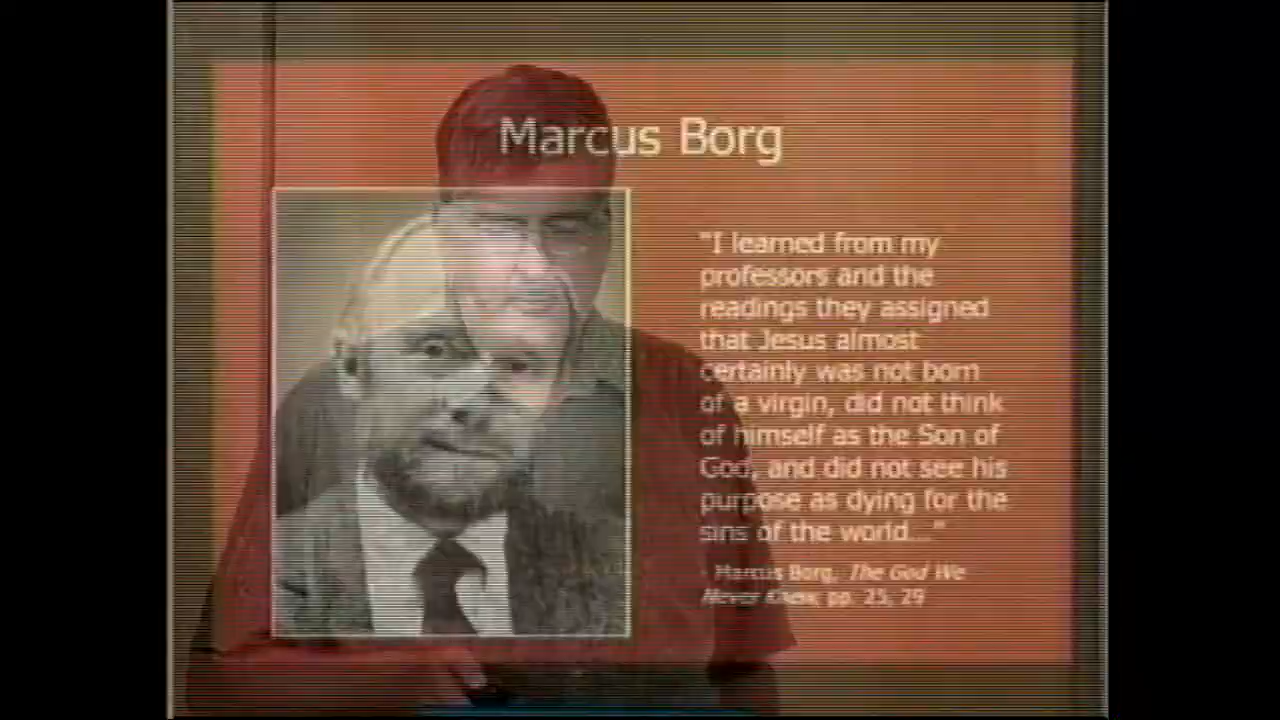 Marcus Borg
"I learned from my
professors and the
readings they assigned
that Jesus almost
certainly was not born
of a virgin, did not think
of himself as the Son of
God, and did not see his
purpose as dying for the
sins of the world..."
- Marcus Borg, The God We
Never Knew, pp. 25, 29